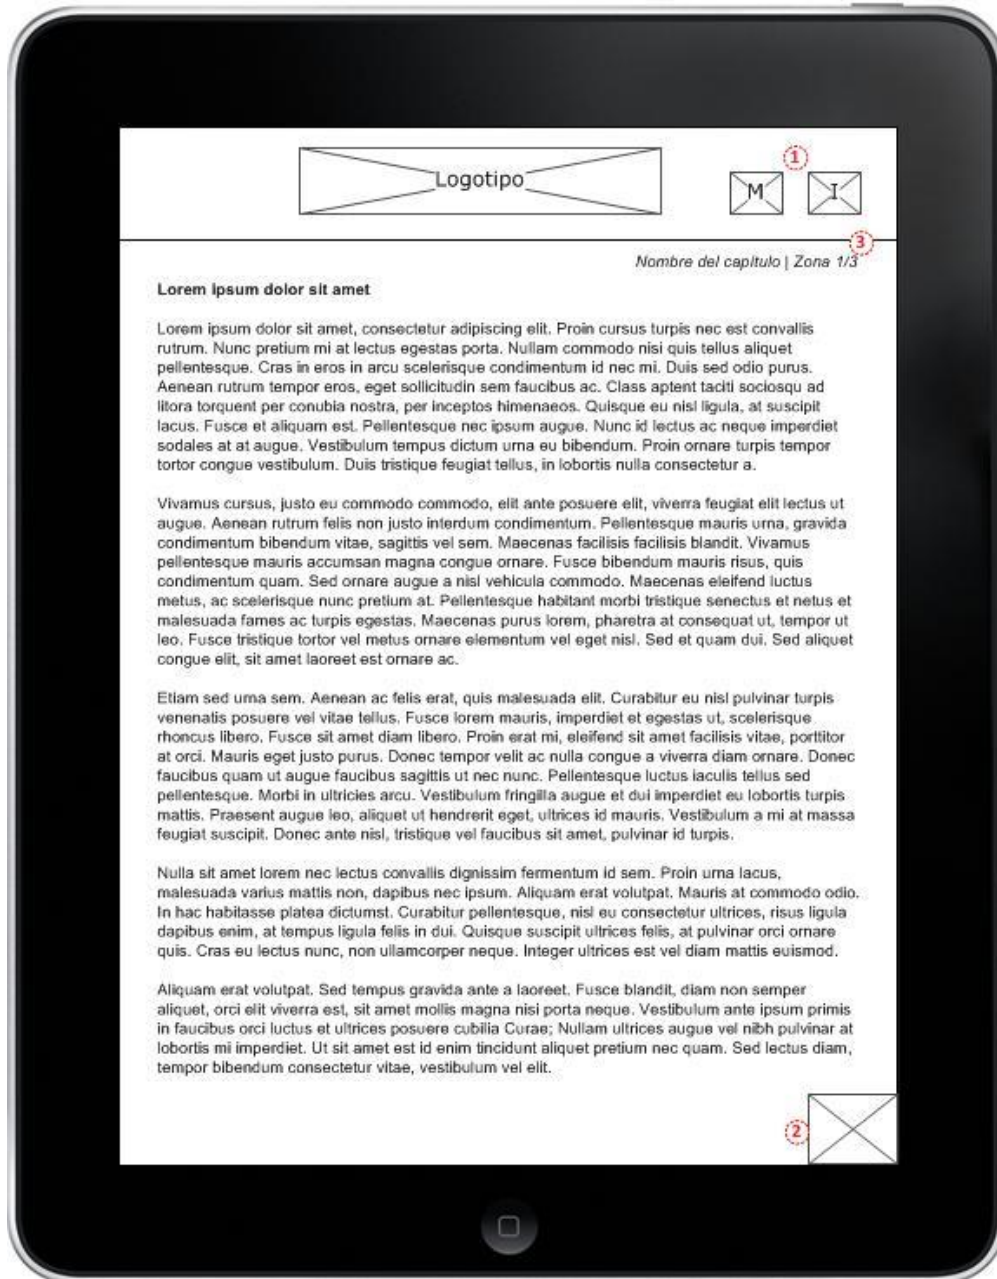 Logotipo
1
M I
3
Nombre del capítulo | Zona 1/3
Lorem ipsum dolor sit amet
Lorem ipsum dolor sit amet, consectetur adipiscing elit. Proin cursus turpis nec est convallis
rutrum. Nunc pretium mi at lectus egestas porta. Nullam commodo nisi quis tellus aliquet
pellentesque. Cras in eros in arcu scelerisque condimentum id nec mi. Duis sed odio purus.
Aenean rutrum tempor eros, eget sollicitudin sem faucibus ac. Class aptent taciti sociosqu ad
litora torquent per conubia nostra, per inceptos himenaeos. Quisque eu nisl ligula, at suscipit
lacus. Fusce et aliquam est. Pellentesque nec ipsum augue. Nunc id lectus ac neque imperdiet
sodales at at augue. Vestibulum tempus dictum urna eu bibendum. Proin ornare turpis tempor
tortor congue vestibulum. Duis tristique feugiat tellus, in lobortis nulla consectetur a.
Vivamus cursus, justo eu commodo commodo, elit ante posuere elit, viverra feugiat elit lectus ut
augue. Aenean rutrum felis non justo interdum condimentum. Pellentesque mauris urna, gravida
condimentum bibendum vitae, sagittis vel sem. Maecenas facilisis facilisis blandit. Vivamus
pellentesque mauris accumsan magna congue ornare. Fusce bibendum mauris risus, quis
condimentum quam. Sed ornare augue a nisl vehicula commodo. Maecenas eleifend luctus
metus, ac scelerisque nunc pretium at. Pellentesque habitant morbi tristique senectus et netus et
malesuada fames ac turpis egestas. Maecenas purus lorem, pharetra at consequat ut, tempor ut
leo. Fusce tristique tortor vel metus ornare elementum vel eget nisl. Sed et quam dui. Sed aliquet
congue elit, sit amet laoreet est ornare ac.
Etiam sed urna sem. Aenean ac felis erat, quis malesuada elit. Curabitur eu nisl pulvinar turpis
venenatis posuere vel vitae tellus. Fusce lorem mauris, imperdiet et egestas ut, scelerisque
rhoncus libero. Fusce sit amet diam libero. Proin erat mi, eleifend sit amet facilisis vitae, porttitor
at orci. Mauris eget justo purus. Donec tempor velit ac nulla congue a viverra diam ornare. Donec
faucibus quam ut augue faucibus sagittis ut nec nunc. Pellentesque luctus iaculis tellus sed
pellentesque. Morbi in ultricies arcu. Vestibulum fringilla augue et dui imperdiet eu lobortis turpis
mattis. Praesent augue leo, aliquet ut hendrerit eget, ultrices id mauris. Vestibulum a mi at massa
feugiat suscipit. Donec ante nisl, tristique vel faucibus sit amet, pulvinar id turpis.
Nulla sit amet lorem nec lectus convallis dignissim fermentum id sem. Proin urna lacus,
malesuada varius mattis non, dapibus nec ipsum. Aliquam erat volutpat. Mauris at commodo odio.
In hac habitasse platea dictumst. Curabitur pellentesque, nisl eu consectetur ultrices, risus ligula
dapibus enim, at tempus ligula felis in dui. Quisque suscipit ultrices felis, at pulvinar orci ornare
quis. Cras eu lectus nunc, non ullamcorper neque. Integer ultrices est vel diam mattis euismod.
Aliquam erat volutpat. Sed tempus gravida ante a laoreet. Fusce blandit, diam non semper
aliquet, orci elit viverra est, sit amet mollis magna nisi porta neque. Vestibulum ante ipsum primis
in faucibus orci luctus et ultrices posuere cubilia Curae; Nullam ultrices augue vel nibh pulvinar at
lobortis mi imperdiet. Ut sit amet est id enim tincidunt aliquet pretium nec quam. Sed lectus diam,
tempor bibendum consectetur vitae, vestibulum vel elit.
2